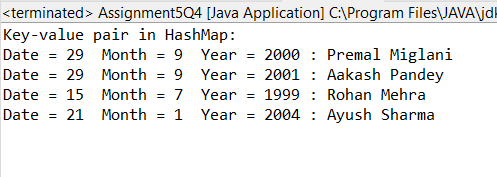 <terminated> Assignment5Q4 [Java Application] C:\Program Files\JAVA\jd
Key-value pair in HashMap:
Date = 29  Month = 9  Year = 2000 : Premal Miglani
Date = 29  Month = 9  Year = 2001 : Aakash Pandey
Date = 15  Month = 7  Year = 1999 : Rohan Mehra
Date = 21  Month = 1  Year = 2004 : Ayush Sharma